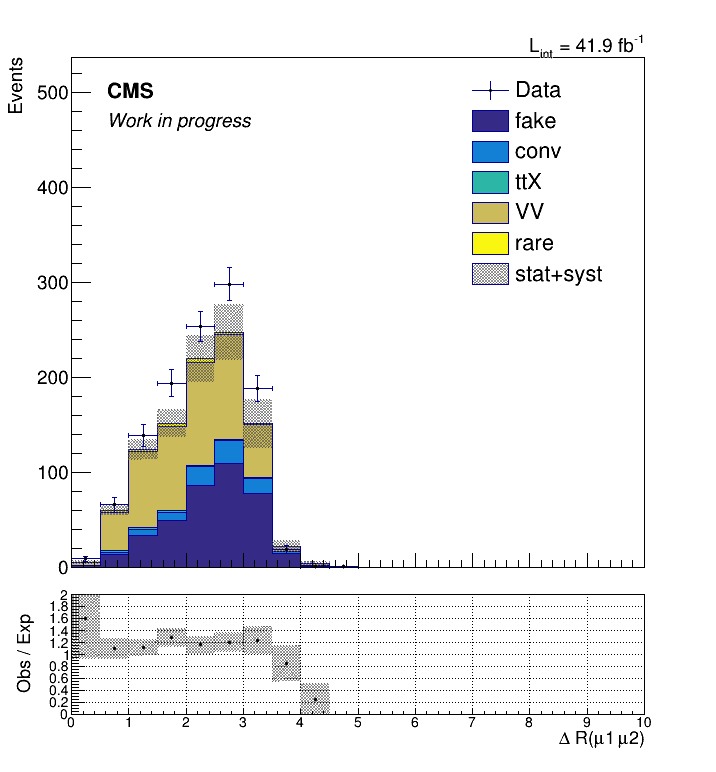 L_int = 41.9 fb^-1
Events
CMS
Work in progress
Data
fake
conv
ttX
VV
rare
stat+syst
500
400
300
200
100
0
Obs / Exp
2
1.8
1.6
1.4
1.2
1
0.8
0.6
0.4
0.2
0
0 1 2 3 4 5 6 7 8 9 10
Δ R(μ1 μ2)